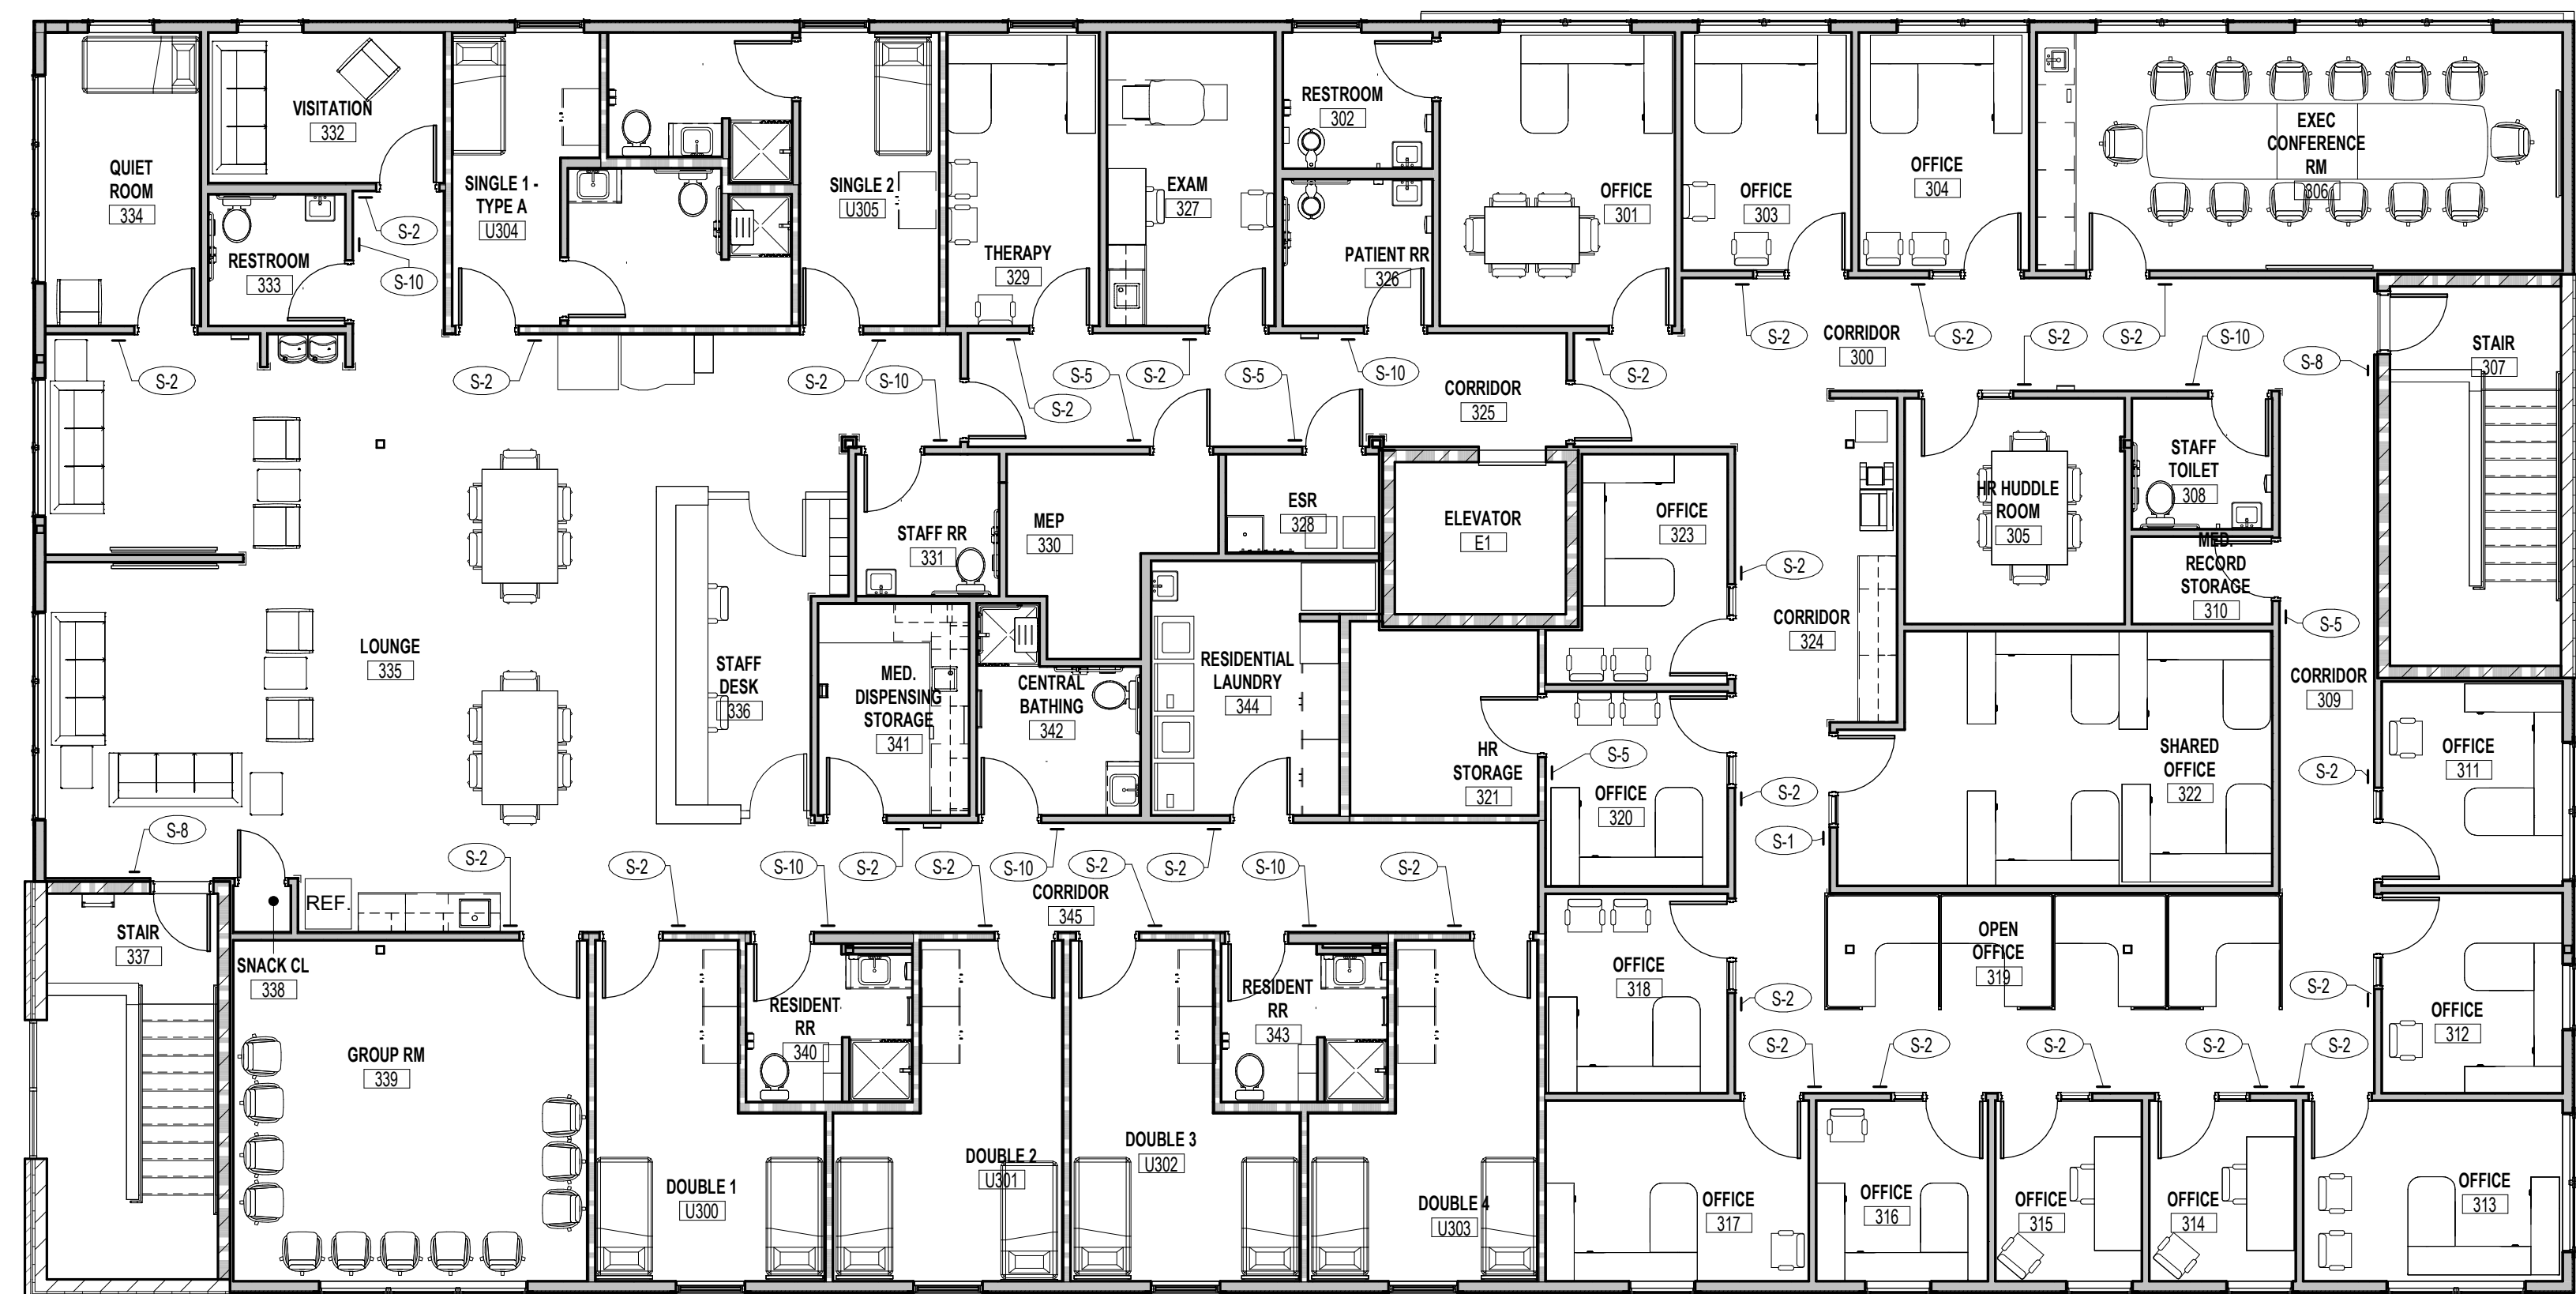 VISITATION
332
QUIET
ROOM
334
S-2
RESTROOM
333
S-10
SINGLE 1 -
TYPE A
U304
SINGLE 2
U305
THERAPY
329
EXAM
327
RESTROOM
302
PATIENT RR
326
OFFICE
301
OFFICE
303
OFFICE
304
EXEC
CONFERENCE
RM
306
S-2
S-2
S-2
S-10
S-2
S-5
S-2
S-5
S-10
S-2
S-2
CORRIDOR
300
S-2
S-2
S-2
S-10
S-8
STAIR
307
CORRIDOR
325
STAFF RR
331
MEP
330
ESR
328
ELEVATOR
E1
OFFICE
323
S-2
HR HUDDLE
ROOM
305
STAFF
TOILET
308
MED.
RECORD
STORAGE
310
S-5
CORRIDOR
324
LOUNGE
335
STAFF
DESK
336
MED.
DISPENSING
STORAGE
341
CENTRAL
BATHING
342
RESIDENTIAL
LAUNDRY
344
HR
STORAGE
321
S-5
OFFICE
320
S-2
S-1
SHARED
OFFICE
322
CORRIDOR
309
S-2
OFFICE
311
S-8
S-2
S-2
S-10
S-2
S-2
S-10
S-2
S-2
S-10
S-2
CORRIDOR
345
REF.
STAIR
337
SNACK CL
338
GROUP RM
339
RESIDENT
RR
340
RESIDENT
RR
343
OFFICE
318
S-2
OPEN
OFFICE
319
S-2
OFFICE
312
S-2
S-2
S-2
S-2
S-2
DOUBLE 1
U300
DOUBLE 2
U301
DOUBLE 3
U302
DOUBLE 4
U303
OFFICE
317
OFFICE
316
OFFICE
315
OFFICE
314
OFFICE
313